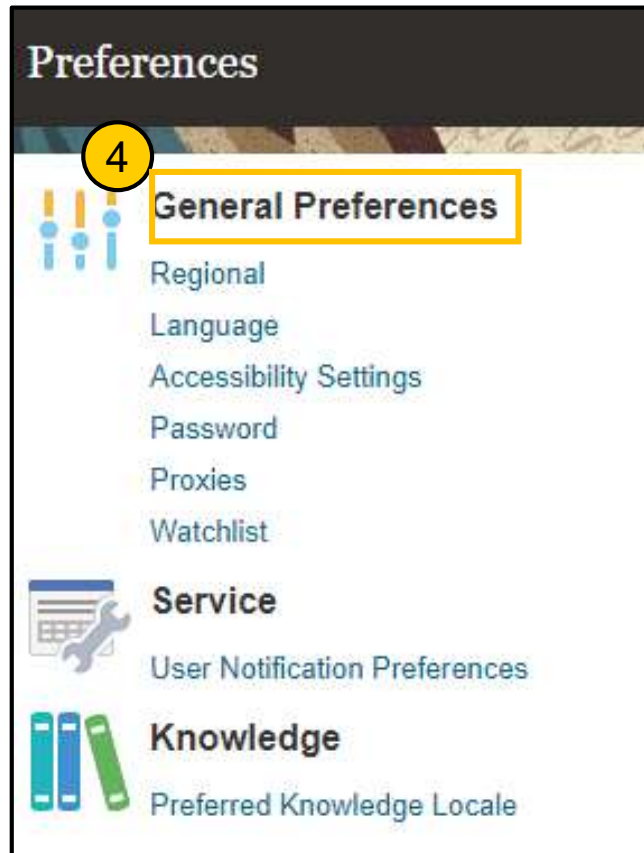 Preferences
4
General Preferences
Regional
Language
Accessibility Settings
Password
Proxies
Watchlist
Service
User Notification Preferences
Knowledge
Preferred Knowledge Locale